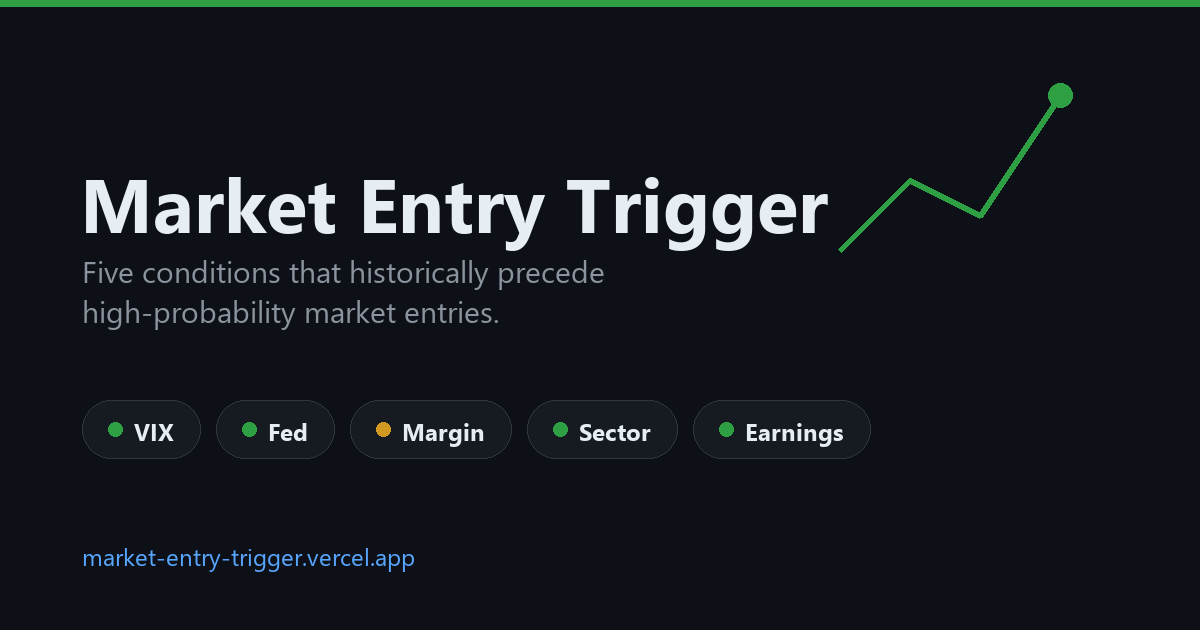 Market Entry Trigger
Five conditions that historically precede
high-probability market entries.
VIX
Fed
Margin
Sector
Earnings
market-entry-trigger.vercel.app